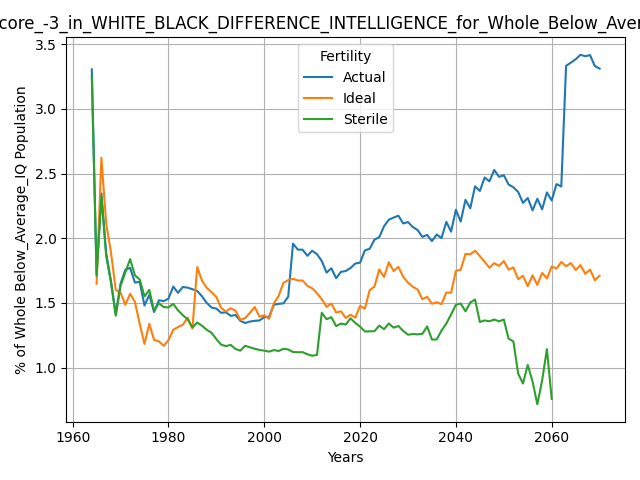 core_-3_in_WHITE_BLACK_DIFFERENCE_INTELLIGENCE_for_Whole_Below_Aver
Fertility
Actual
Ideal
Sterile
% of Whole Below_Average_IQ Population
3.5
3.0
2.5
2.0
1.5
1.0
1960
1980
2000
2020
2040
2060
Years